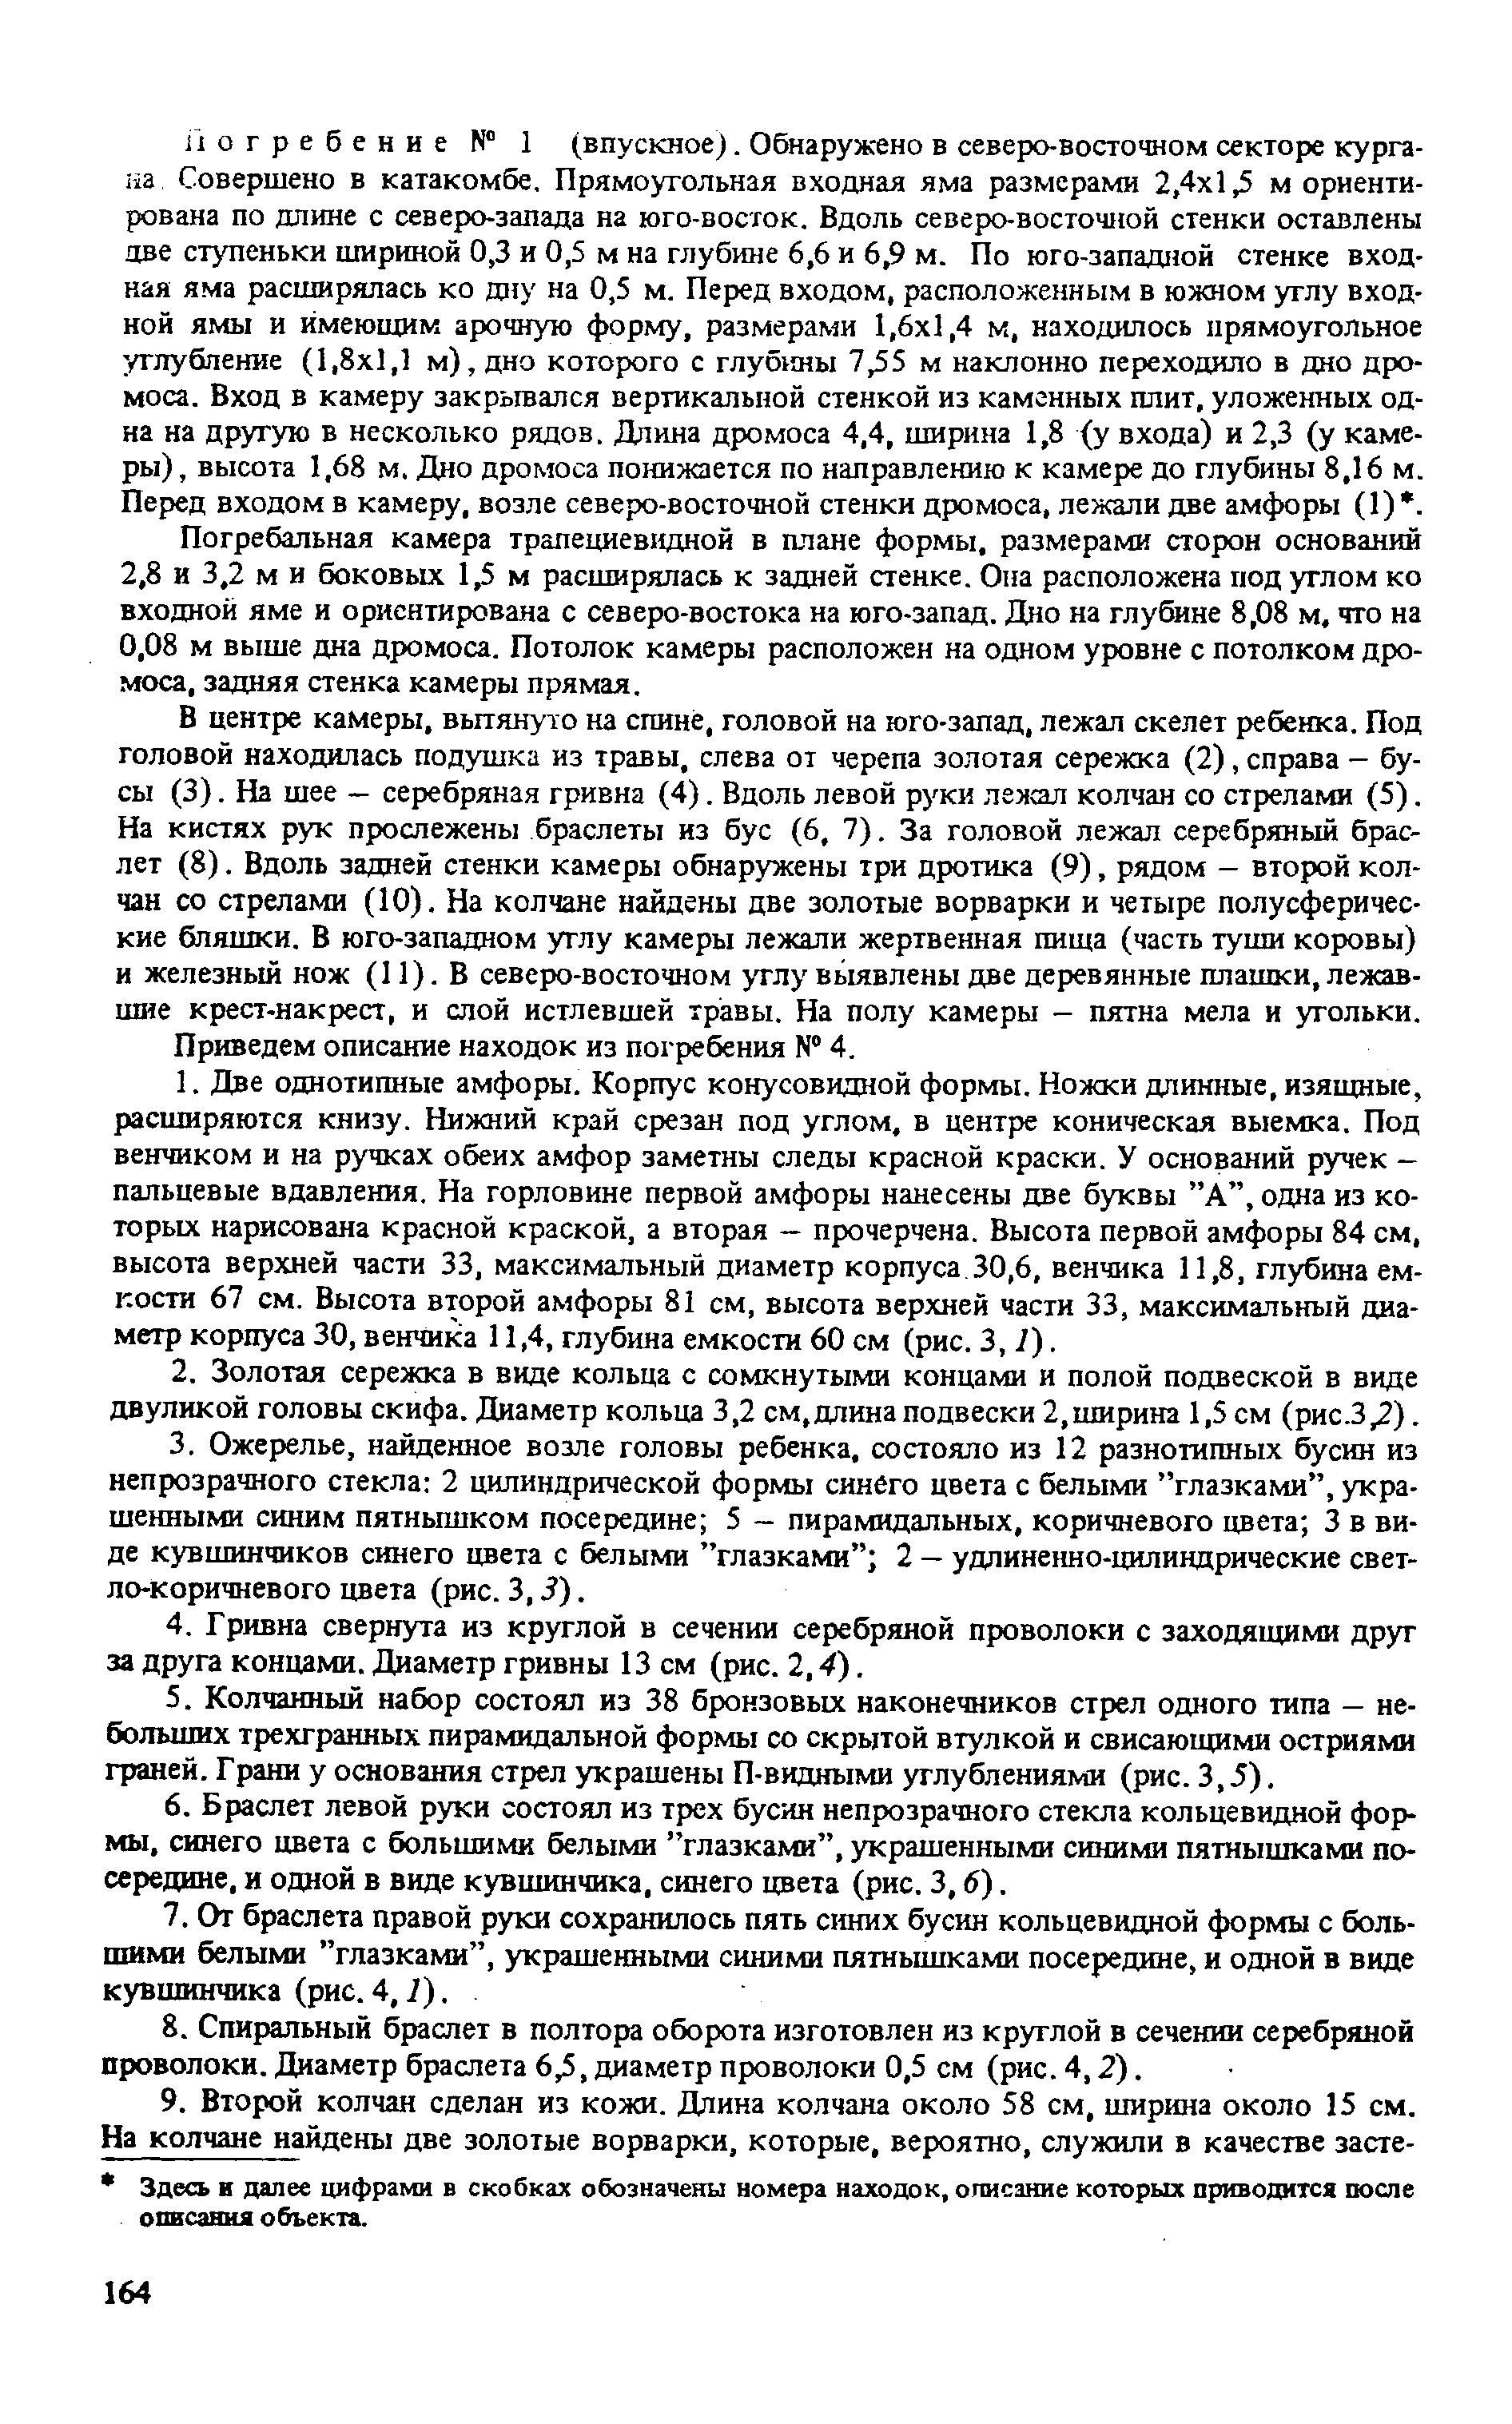 Погребение № 1 (впускное). Обнаружено в северо-восточном секторе курга-
на. Совершено в катакомбе. Прямоугольная входная яма размерами 2,4x1,5 м ориенти-
рована по длине с северо-запада на юго-восток. Вдоль северо-восточной стенки оставлены
две ступеньки шириной 0,3 и 0,5 м на глубине 6,6 и 6,9 м. По юго-западной стенке вход-
ная яма расширялась ко дну на 0,5 м. Перед входом, расположенным в южном углу вход-
ной ямы и имеющим арочную форму, размерами 1,6x1,4 м, находилось прямоугольное
углубление (1,8x1,1 м), дно которого с глубины 7,55 м наклонно переходило в дно дро-
моса. Вход в камеру закрывался вертикальной стенкой из каменных плит, уложенных од-
на на другую в несколько рядов. Длина дромоса 4,4, ширина 1,8 (у входа) и 2,3 (у каме-
ры), высота 1,68 м. Дно дромоса понижается по направлению к камере до глубины 8,16 м.
Перед входом в камеру, возле северо-восточной стенки дромоса, лежали две амфоры (1)*.
Погребальная камера трапециевидной в плане формы, размерами сторон оснований
2,8 и 3,2 м и боковых 1,5 м расширялась к задней стенке. Она расположена под углом ко
входной яме и ориентирована с северо-востока на юго-запад. Дно на глубине 8,08 м, что на
0,08 м выше дна дромоса. Потолок камеры расположен на одном уровне с потолком дро-
моса, задняя стенка камеры прямая.
В центре камеры, вытянуто на спине, головой на юго-запад, лежал скелет ребенка. Под
головой находилась подушка из травы, слева от черепа золотая сережка (2), справа – бу-
сы (3). На шее – серебряная гривна (4). Вдоль левой руки лежал колчан со стрелами (5).
На кистях рук прослежены браслеты из бус (6, 7). За головой лежал серебряный брас-
лет (8). Вдоль задней стенки камеры обнаружены три дротика (9), рядом – второй кол-
чан со стрелами (10). На колчане найдены две золотые ворварки и четыре полусферичес-
кие бляшки. В юго-западном углу камеры лежали жертвенная пища (часть туши коровы)
и железный нож (11). В северо-восточном углу выявлены две деревянные плашки, лежав-
шие крест-накрест, и слой истлевшей травы. На полу камеры – пятна мела и угольки.
Приведем описание находок из погребения № 4.
1. Две однотипные амфоры. Корпус конусовидной формы. Ножки длинные, изящные,
расширяются книзу. Нижний край срезан под углом, в центре коническая выемка. Под
венчиком и на ручках обеих амфор заметны следы красной краски. У оснований ручек –
пальцевые вдавления. На горловине первой амфоры нанесены две буквы ”А”, одна из ко-
торых нарисована красной краской, а вторая – прочерчена. Высота первой амфоры 84 см,
высота верхней части 33, максимальный диаметр корпуса 30,6, венчика 11,8, глубина ем-
кости 67 см. Высота второй амфоры 81 см, высота верхней части 33, максимальный диа-
метр корпуса 30, венчика 11,4, глубина емкости 60 см (рис. 3, 1).
2. Золотая сережка в виде кольца с сомкнутыми концами и полой подвеской в виде
двуликой головы скифа. Диаметр кольца 3,2 см, длина подвески 2, ширина 1,5 см (рис.3,2).
3. Ожерелье, найденное возле головы ребенка, состояло из 12 разнотипных бусин из
непрозрачного стекла: 2 цилиндрической формы синего цвета с белыми ”глазками”, укра-
шенными синим пятнышком посередине; 5 – пирамидальных, коричневого цвета; 3 в ви-
де кувшинчиков синего цвета с белыми ”глазками”; 2 – удлиненно-цилиндрические свет-
ло-коричневого цвета (рис. 3, 3).
4. Гривна свернута из круглой в сечении серебряной проволоки с заходящими друг
за друга концами. Диаметр гривны 13 см (рис. 2, 4).
5. Колчанный набор состоял из 38 бронзовых наконечников стрел одного типа – не-
больших трехгранных пирамидальной формы со скрытой втулкой и свисающими остриями
граней. Грани у основания стрел украшены П-видными углублениями (рис. 3, 5).
6. Браслет левой руки состоял из трех бусин непрозрачного стекла кольцевидной фор-
мы, синего цвета с большими белыми ”глазками”, украшенными синими пятнышками по-
середине, и одной в виде кувшинчика, синего цвета (рис. 3, 6).
7. От браслета правой руки сохранилось пять синих бусин кольцевидной формы с боль-
шими белыми ”глазками”, украшенными синими пятнышками посередине, и одной в виде
кувшинчика (рис. 4, 1).
8. Спиральный браслет в полтора оборота изготовлен из круглой в сечении серебряной
проволоки. Диаметр браслета 6,5, диаметр проволоки 0,5 см (рис. 4, 2).
9. Второй колчан сделан из кожи. Длина колчана около 58 см, ширина около 15 см.
На колчане найдены две золотые ворварки, которые, вероятно, служили в качестве засте-
* Здесь и далее цифрами в скобках обозначены номера находок, описание которых приводится после
описания объекта.
164